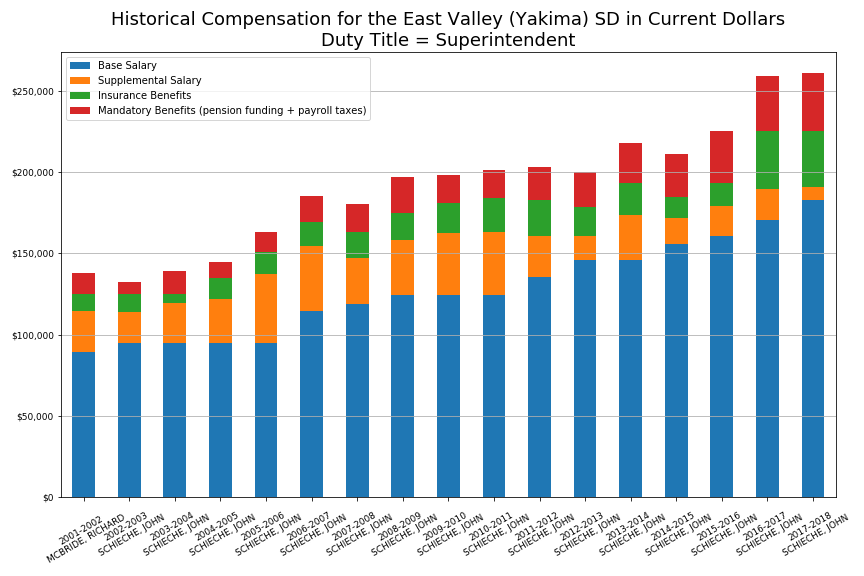 Historical Compensation for the East Valley (Yakima) SD in Current Dollars
Duty Title = Superintendent
Base Salary
Supplemental Salary
Insurance Benefits
Mandatory Benefits (pension funding + payroll taxes)
$250,000
$200,000
$150,000
$100,000
$50,000
$0
2001-2002
MCBRIDE, RICHARD
2002-2003
SCHIECHE, JOHN
2003-2004
SCHIECHE, JOHN
2004-2005
SCHIECHE, JOHN
2005-2006
SCHIECHE, JOHN
2006-2007
SCHIECHE, JOHN
2007-2008
SCHIECHE, JOHN
2008-2009
SCHIECHE, JOHN
2009-2010
SCHIECHE, JOHN
2010-2011
SCHIECHE, JOHN
2011-2012
SCHIECHE, JOHN
2012-2013
SCHIECHE, JOHN
2013-2014
SCHIECHE, JOHN
2014-2015
SCHIECHE, JOHN
2015-2016
SCHIECHE, JOHN
2016-2017
SCHIECHE, JOHN
2017-2018
SCHIECHE, JOHN